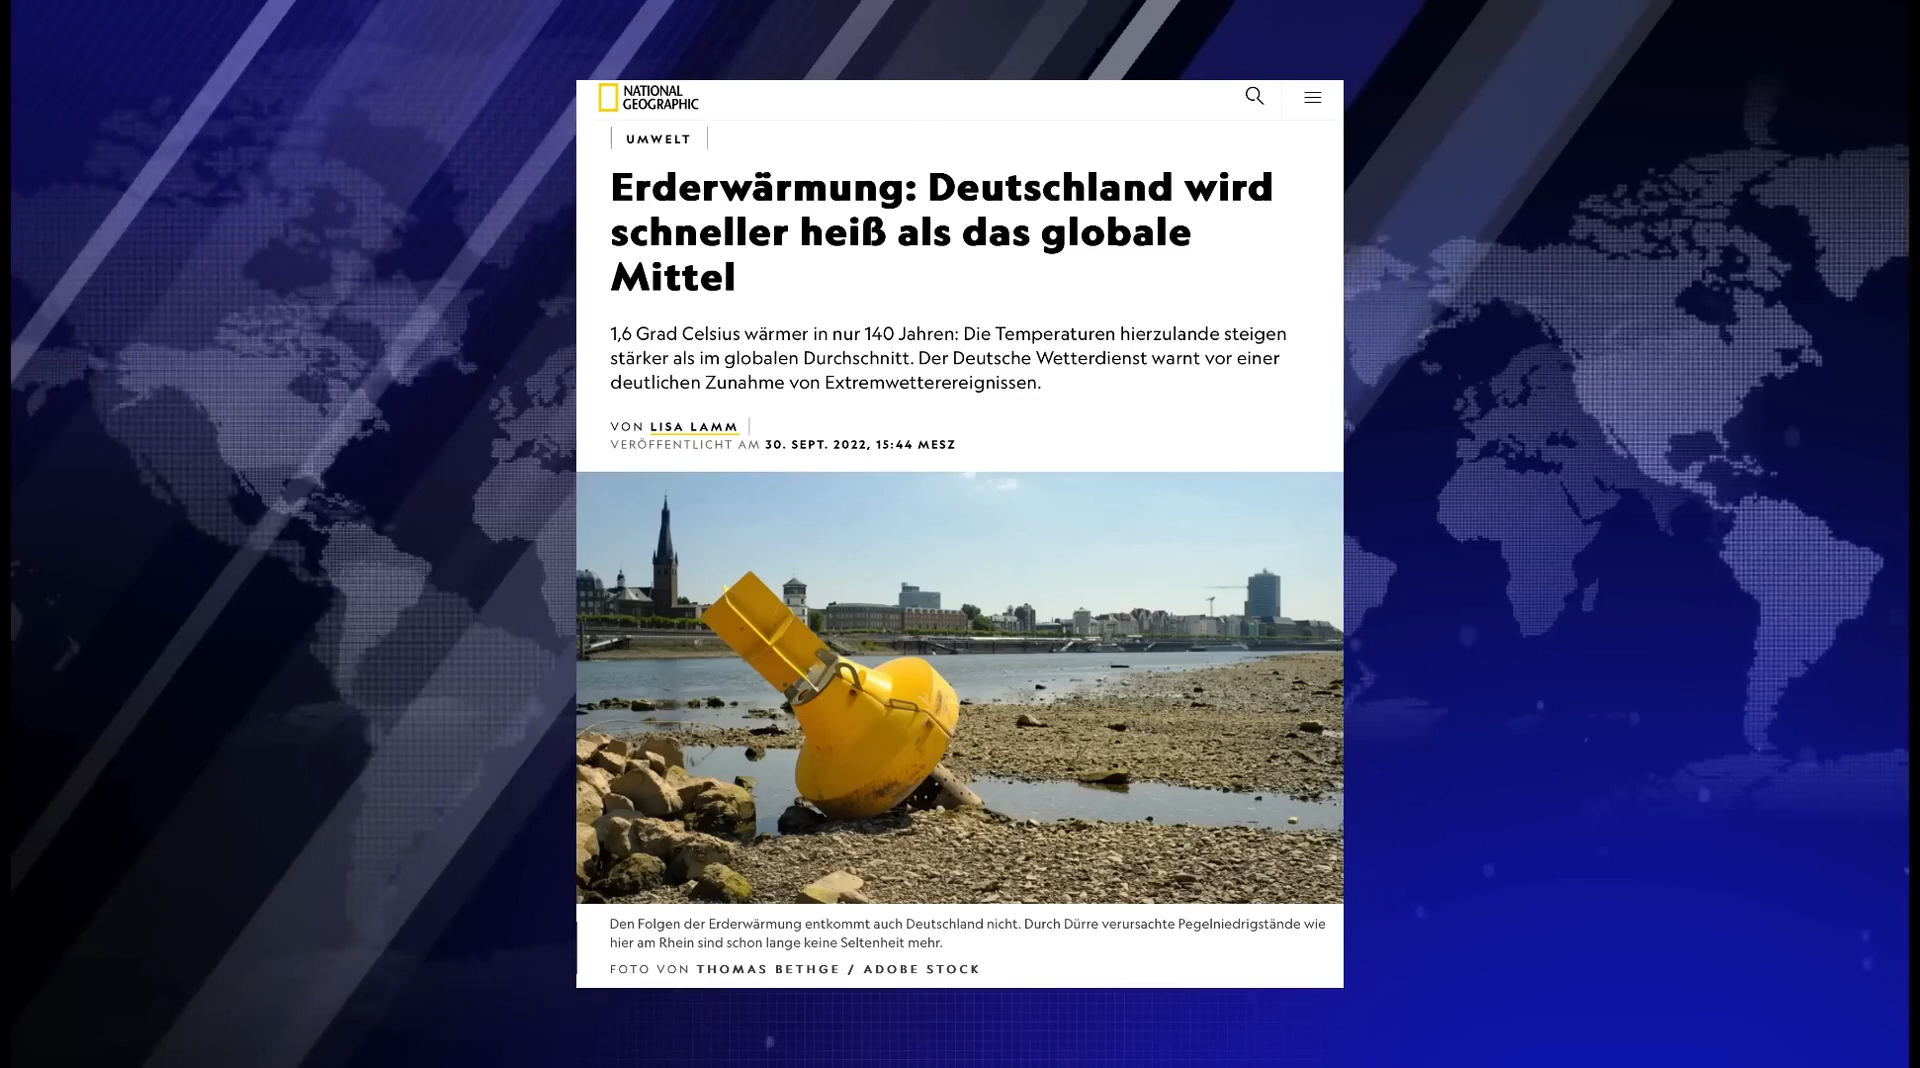 NATIONAL
GEOGRAPHIC
UMWELT
Erderwärmung: Deutschland wird
schneller heiß als das globale
Mittel
1,6 Grad Celsius wärmer in nur 140 Jahren: Die Temperaturen hierzulande steigen
stärker als im globalen Durchschnitt. Der Deutsche Wetterdienst warnt vor einer
deutlichen Zunahme von Extremwetterereignissen.
VON LISA LAMM
VERÖFFENTLICHT AM 30. SEPT. 2022, 15:44 MESZ
Den Folgen der Erderwärmung entkommt auch Deutschland nicht. Durch Dürre verursachte Pegelniedrigstände wie
hier am Rhein sind schon lange keine Seltenheit mehr.
FOTO VON THOMAS BETHGE / ADOBE STOCK